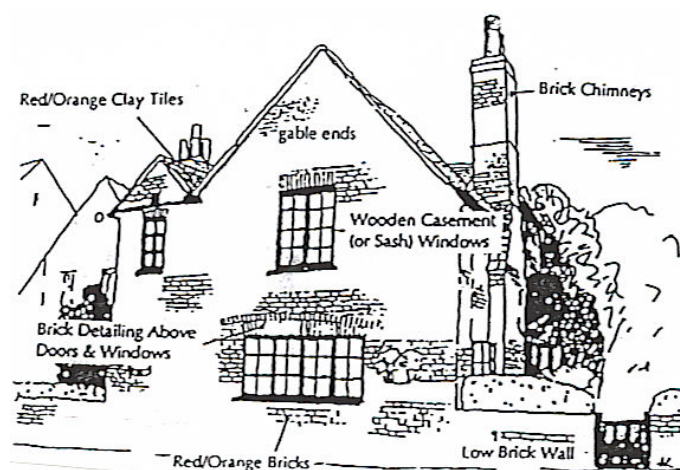 Red/Orange Clay Tiles
Brick Chimneys
gable ends
Wooden Casement
(or Sash) Windows
Brick Detailing Above
Doors & Windows
Low Brick Wall
Red/Orange Bricks